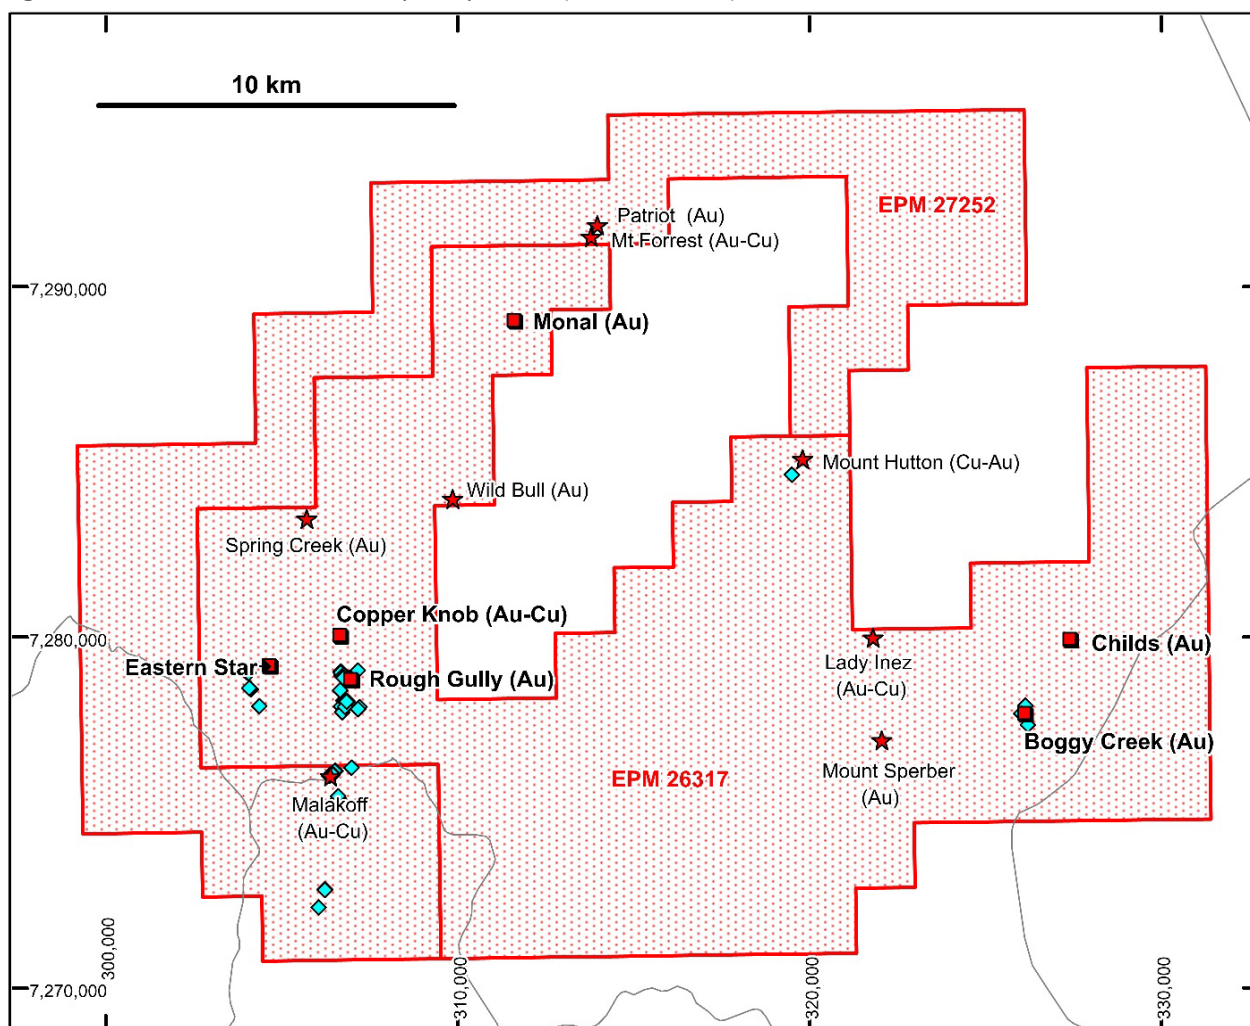 10 km
EPM 27252
Patriot (Au)
Mt Forrest (Au-Cu)
7,290,000
Monal (Au)
Mount Hutton (Cu-Au)
Wild Bull (Au)
Spring Creek (Au)
Copper Knob (Au-Cu)
7,280,000
Eastern Star
Rough Gully (Au)
Childs (Au)
Lady Inez
(Au-Cu)
Boggy Creek (Au)
EPM 26317
Mount Sperber
(Au)
Malakoff
(Au-Cu)
7,270,000
300,000
310,000
320,000
330,000